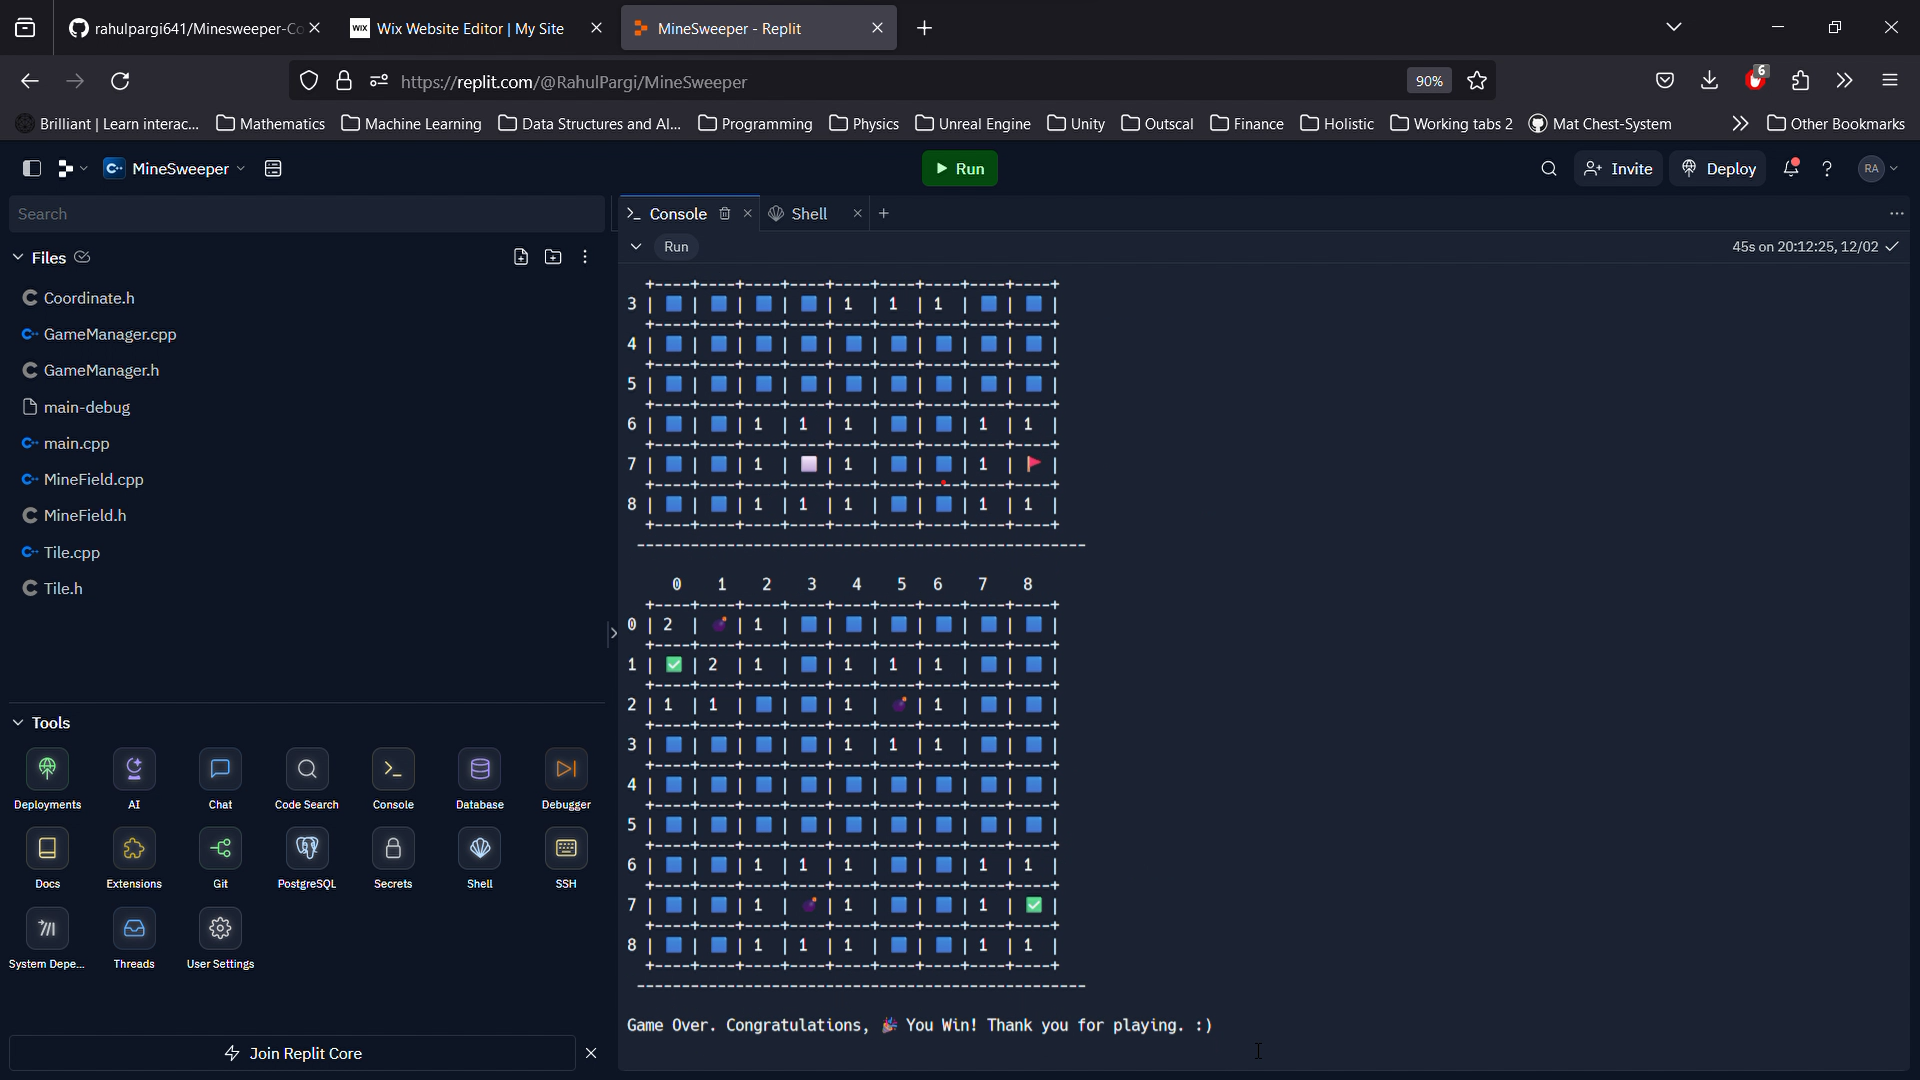 rahulpargi641/Minesweeper-Co
WIX Wix Website Editor | My Site
MineSweeper - Replit
https://replit.com/@RahulPargi/MineSweeper
90%
6
Brilliant | Learn interac...
Mathematics
Machine Learning
Data Structures and Al...
Programming
Physics
Unreal Engine
Unity
Outscal
Finance
Holistic
Working tabs 2
Mat Chest-System
Other Bookmarks
MineSweeper
Run
Invite
Deploy
?
RA
Search
Console
Shell
Files
Run
45s on 20:12:25, 12/02
Coordinate.h
GameManager.cpp
GameManager.h
main-debug
main.cpp
MineField.cpp
MineField.h
Tile.cpp
Tile.h
+----+----+----+----+----+----+----+----+----+
3 | 🟦 | 🟦 | 🟦 | 🟦 | 1 | 1 | 1 | 🟦 | 🟦 |
+----+----+----+----+----+----+----+----+----+
4 | 🟦 | 🟦 | 🟦 | 🟦 | 🟦 | 🟦 | 🟦 | 🟦 | 🟦 |
+----+----+----+----+----+----+----+----+----+
5 | 🟦 | 🟦 | 🟦 | 🟦 | 🟦 | 🟦 | 🟦 | 🟦 | 🟦 |
+----+----+----+----+----+----+----+----+----+
6 | 🟦 | 🟦 | 1 | 1 | 1 | 🟦 | 🟦 | 1 | 1 |
+----+----+----+----+----+----+----+----+----+
7 | 🟦 | 🟦 | 1 | ⬜ | 1 | 🟦 | 🟦 | 1 | 🚩 |
+----+----+----+----+----+----+----+----+----+
8 | 🟦 | 🟦 | 1 | 1 | 1 | 🟦 | 🟦 | 1 | 1 |
+----+----+----+----+----+----+----+----+----+
--------------------------------------------------
0 1 2 3 4 5 6 7 8
+----+----+----+----+----+----+----+----+----+
0 | 2 | 💣 | 1 | 🟦 | 🟦 | 🟦 | 🟦 | 🟦 | 🟦 |
+----+----+----+----+----+----+----+----+----+
1 | ✅ | 2 | 1 | 🟦 | 1 | 1 | 1 | 🟦 | 🟦 |
+----+----+----+----+----+----+----+----+----+
2 | 1 | 1 | 🟦 | 🟦 | 1 | 💣 | 1 | 🟦 | 🟦 |
+----+----+----+----+----+----+----+----+----+
3 | 🟦 | 🟦 | 🟦 | 🟦 | 1 | 1 | 1 | 🟦 | 🟦 |
+----+----+----+----+----+----+----+----+----+
4 | 🟦 | 🟦 | 🟦 | 🟦 | 🟦 | 🟦 | 🟦 | 🟦 | 🟦 |
+----+----+----+----+----+----+----+----+----+
5 | 🟦 | 🟦 | 🟦 | 🟦 | 🟦 | 🟦 | 🟦 | 🟦 | 🟦 |
+----+----+----+----+----+----+----+----+----+
6 | 🟦 | 🟦 | 1 | 1 | 1 | 🟦 | 🟦 | 1 | 1 |
+----+----+----+----+----+----+----+----+----+
7 | 🟦 | 🟦 | 1 | 💣 | 1 | 🟦 | 🟦 | 1 | ✅ |
+----+----+----+----+----+----+----+----+----+
8 | 🟦 | 🟦 | 1 | 1 | 1 | 🟦 | 🟦 | 1 | 1 |
+----+----+----+----+----+----+----+----+----+
--------------------------------------------------
Game Over. Congratulations, 🎉 You Win! Thank you for playing. :)
Tools
Deployments
AI
Chat
Code Search
Console
Database
Debugger
Docs
Extensions
Git
PostgreSQL
Secrets
Shell
SSH
System Depe...
Threads
User Settings
Join Replit Core